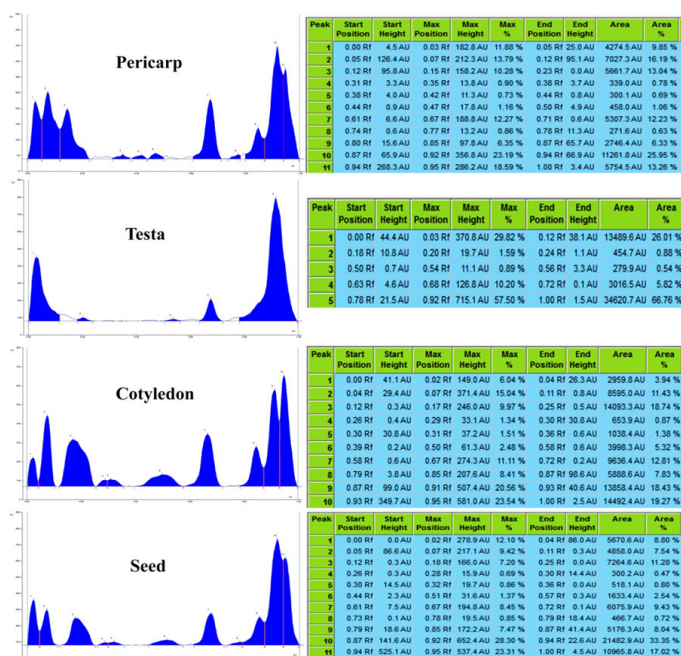 Pericarp
Peak Start Position Start Height Max Position Max Height Max % End Position End Height Area Area %
1 0.00 Rf 4.5 AU 0.03 Rf 182.8 AU 11.88 % 0.05 Rf 25.0 AU 4274.5 AU 9.85 %
2 0.05 Rf 126.4 AU 0.07 Rf 212.3 AU 13.79 % 0.12 Rf 95.1 AU 7027.3 AU 16.19 %
3 0.12 Rf 95.8 AU 0.15 Rf 158.2 AU 10.28 % 0.23 Rf 0.0 AU 5661.7 AU 13.04 %
4 0.31 Rf 3.3 AU 0.35 Rf 13.8 AU 0.90 % 0.38 Rf 3.7 AU 339.0 AU 0.78 %
5 0.38 Rf 4.0 AU 0.42 Rf 11.3 AU 0.73 % 0.44 Rf 0.8 AU 300.1 AU 0.69 %
6 0.44 Rf 0.9 AU 0.47 Rf 17.8 AU 1.16 % 0.50 Rf 4.9 AU 458.0 AU 1.06 %
7 0.61 Rf 6.6 AU 0.67 Rf 188.8 AU 12.27 % 0.71 Rf 0.6 AU 5307.3 AU 12.23 %
8 0.74 Rf 0.6 AU 0.77 Rf 13.2 AU 0.86 % 0.78 Rf 11.3 AU 271.6 AU 0.63 %
9 0.80 Rf 15.6 AU 0.85 Rf 97.8 AU 6.35 % 0.87 Rf 65.7 AU 2746.4 AU 6.33 %
10 0.87 Rf 65.9 AU 0.92 Rf 356.8 AU 23.19 % 0.94 Rf 66.9 AU 11261.8 AU 25.95 %
11 0.94 Rf 268.3 AU 0.95 Rf 286.2 AU 18.59 % 1.00 Rf 3.4 AU 5754.5 AU 13.26 %
Testa
Peak Start Position Start Height Max Position Max Height Max % End Position End Height Area Area %
1 0.00 Rf 44.4 AU 0.03 Rf 370.8 AU 29.82 % 0.12 Rf 38.1 AU 13489.6 AU 26.01 %
2 0.18 Rf 10.8 AU 0.20 Rf 19.7 AU 1.59 % 0.24 Rf 1.1 AU 454.7 AU 0.88 %
3 0.50 Rf 0.7 AU 0.54 Rf 11.1 AU 0.89 % 0.56 Rf 3.3 AU 279.9 AU 0.54 %
4 0.63 Rf 4.6 AU 0.68 Rf 126.8 AU 10.20 % 0.72 Rf 0.1 AU 3016.5 AU 5.82 %
5 0.78 Rf 21.5 AU 0.92 Rf 715.1 AU 57.50 % 1.00 Rf 1.5 AU 34620.7 AU 66.76 %
Cotyledon
Peak Start Position Start Height Max Position Max Height Max % End Position End Height Area Area %
1 0.00 Rf 41.1 AU 0.02 Rf 149.0 AU 6.04 % 0.04 Rf 26.3 AU 2959.8 AU 3.94 %
2 0.04 Rf 29.4 AU 0.07 Rf 371.4 AU 15.04 % 0.11 Rf 0.8 AU 8595.0 AU 11.43 %
3 0.12 Rf 0.3 AU 0.17 Rf 246.0 AU 9.97 % 0.25 Rf 0.5 AU 14093.3 AU 18.74 %
4 0.26 Rf 0.4 AU 0.29 Rf 33.1 AU 1.34 % 0.30 Rf 30.8 AU 653.9 AU 0.87 %
5 0.30 Rf 30.8 AU 0.31 Rf 37.2 AU 1.51 % 0.36 Rf 0.6 AU 1038.4 AU 1.38 %
6 0.39 Rf 0.2 AU 0.50 Rf 61.3 AU 2.48 % 0.58 Rf 0.6 AU 3998.3 AU 5.32 %
7 0.58 Rf 0.6 AU 0.67 Rf 274.3 AU 11.11 % 0.72 Rf 0.2 AU 9636.4 AU 12.81 %
8 0.79 Rf 3.8 AU 0.85 Rf 207.6 AU 8.41 % 0.87 Rf 98.6 AU 5888.6 AU 7.83 %
9 0.87 Rf 99.0 AU 0.91 Rf 507.4 AU 20.56 % 0.93 Rf 40.6 AU 13858.4 AU 18.43 %
10 0.93 Rf 349.7 AU 0.95 Rf 581.0 AU 23.54 % 1.00 Rf 2.5 AU 14492.4 AU 19.27 %
Seed
Peak Start Position Start Height Max Position Max Height Max % End Position End Height Area Area %
1 0.00 Rf 0.0 AU 0.02 Rf 278.9 AU 12.10 % 0.04 Rf 86.0 AU 5670.6 AU 8.80 %
2 0.05 Rf 86.6 AU 0.07 Rf 217.1 AU 9.42 % 0.11 Rf 0.3 AU 4858.0 AU 7.54 %
3 0.12 Rf 0.3 AU 0.18 Rf 166.0 AU 7.20 % 0.25 Rf 0.0 AU 7264.6 AU 11.28 %
4 0.26 Rf 0.3 AU 0.28 Rf 15.9 AU 0.69 % 0.30 Rf 14.4 AU 300.2 AU 0.47 %
5 0.30 Rf 14.5 AU 0.32 Rf 19.7 AU 0.86 % 0.36 Rf 0.0 AU 518.1 AU 0.80 %
6 0.44 Rf 2.3 AU 0.51 Rf 31.6 AU 1.37 % 0.57 Rf 0.3 AU 1633.4 AU 2.54 %
7 0.61 Rf 7.5 AU 0.67 Rf 194.8 AU 8.45 % 0.72 Rf 0.1 AU 6075.9 AU 9.43 %
8 0.73 Rf 0.1 AU 0.78 Rf 19.5 AU 0.85 % 0.79 Rf 18.4 AU 466.7 AU 0.72 %
9 0.79 Rf 18.6 AU 0.85 Rf 172.2 AU 7.47 % 0.87 Rf 41.4 AU 5176.3 AU 8.04 %
10 0.87 Rf 141.6 AU 0.92 Rf 652.4 AU 28.30 % 0.94 Rf 22.6 AU 21482.9 AU 33.35 %
11 0.94 Rf 525.1 AU 0.95 Rf 537.4 AU 23.31 % 1.00 Rf 4.5 AU 10965.8 AU 17.02 %